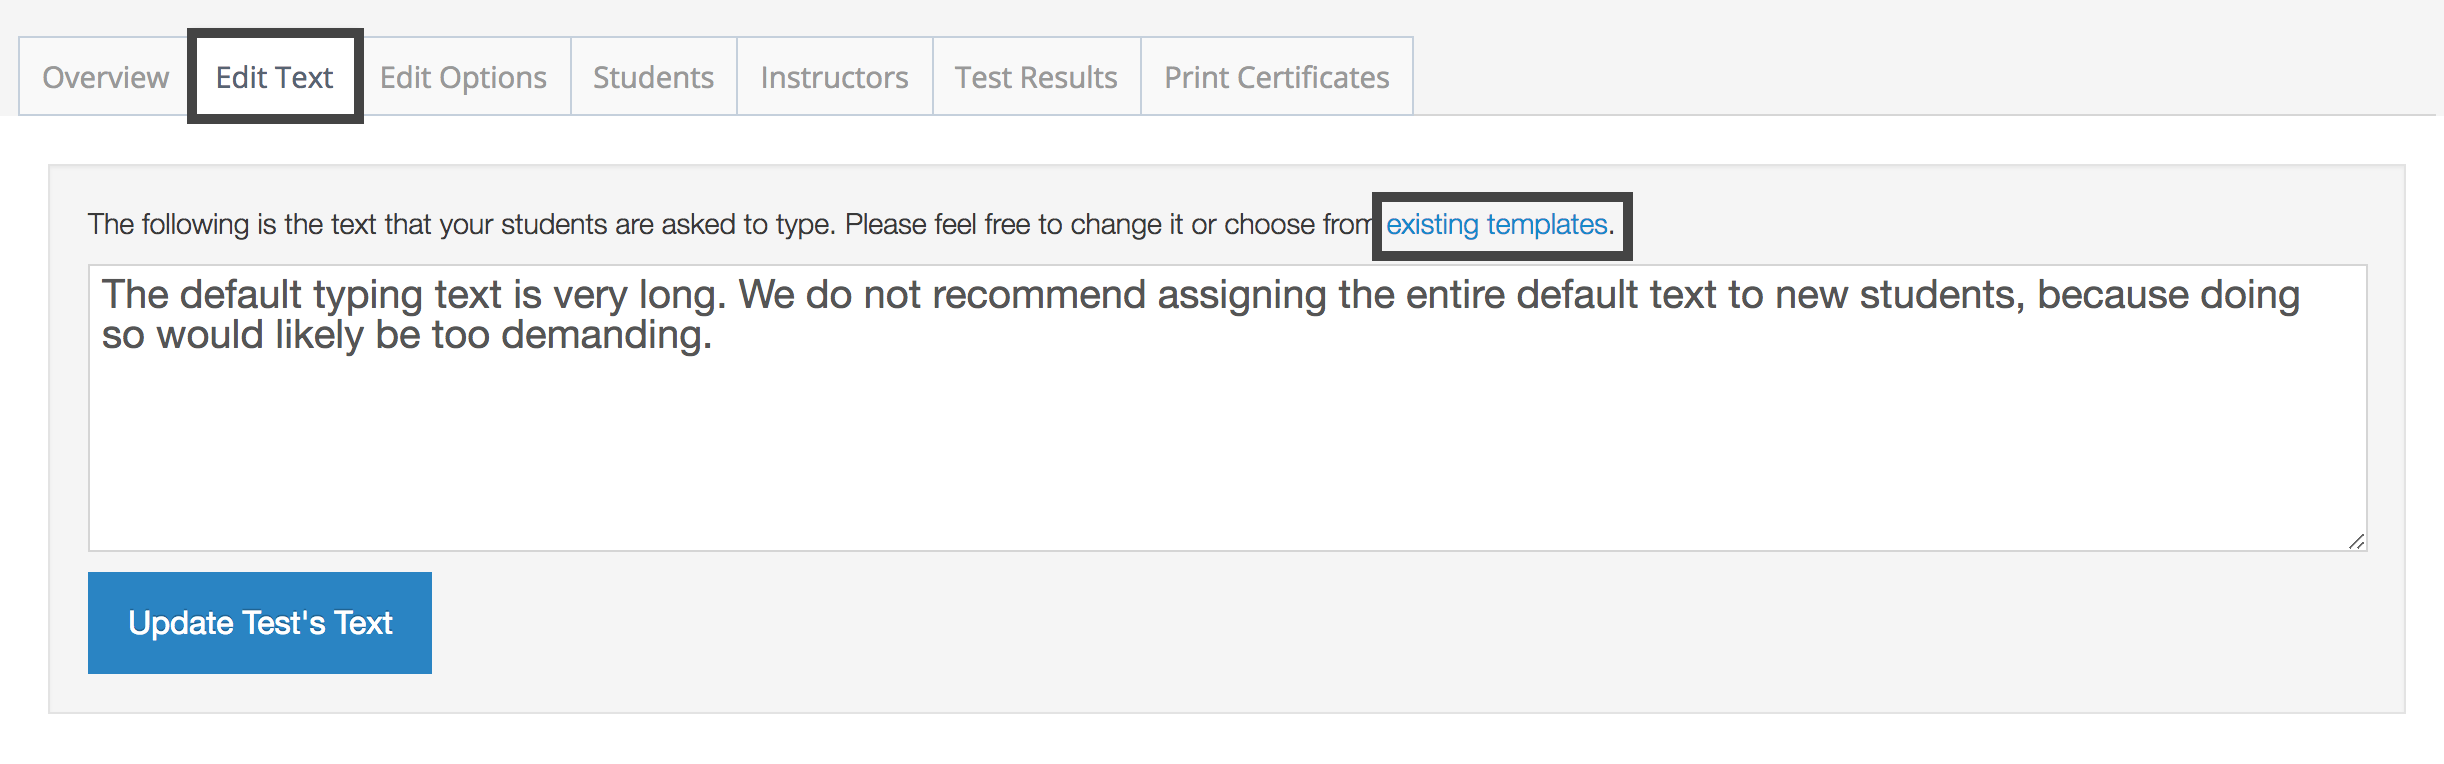 Overview Edit Text Edit Options Students Instructors Test Results Print Certificates
The following is the text that your students are asked to type. Please feel free to change it or choose from existing templates.
The default typing text is very long. We do not recommend assigning the entire default text to new students, because doing
so would likely be too demanding.
Update Test's Text